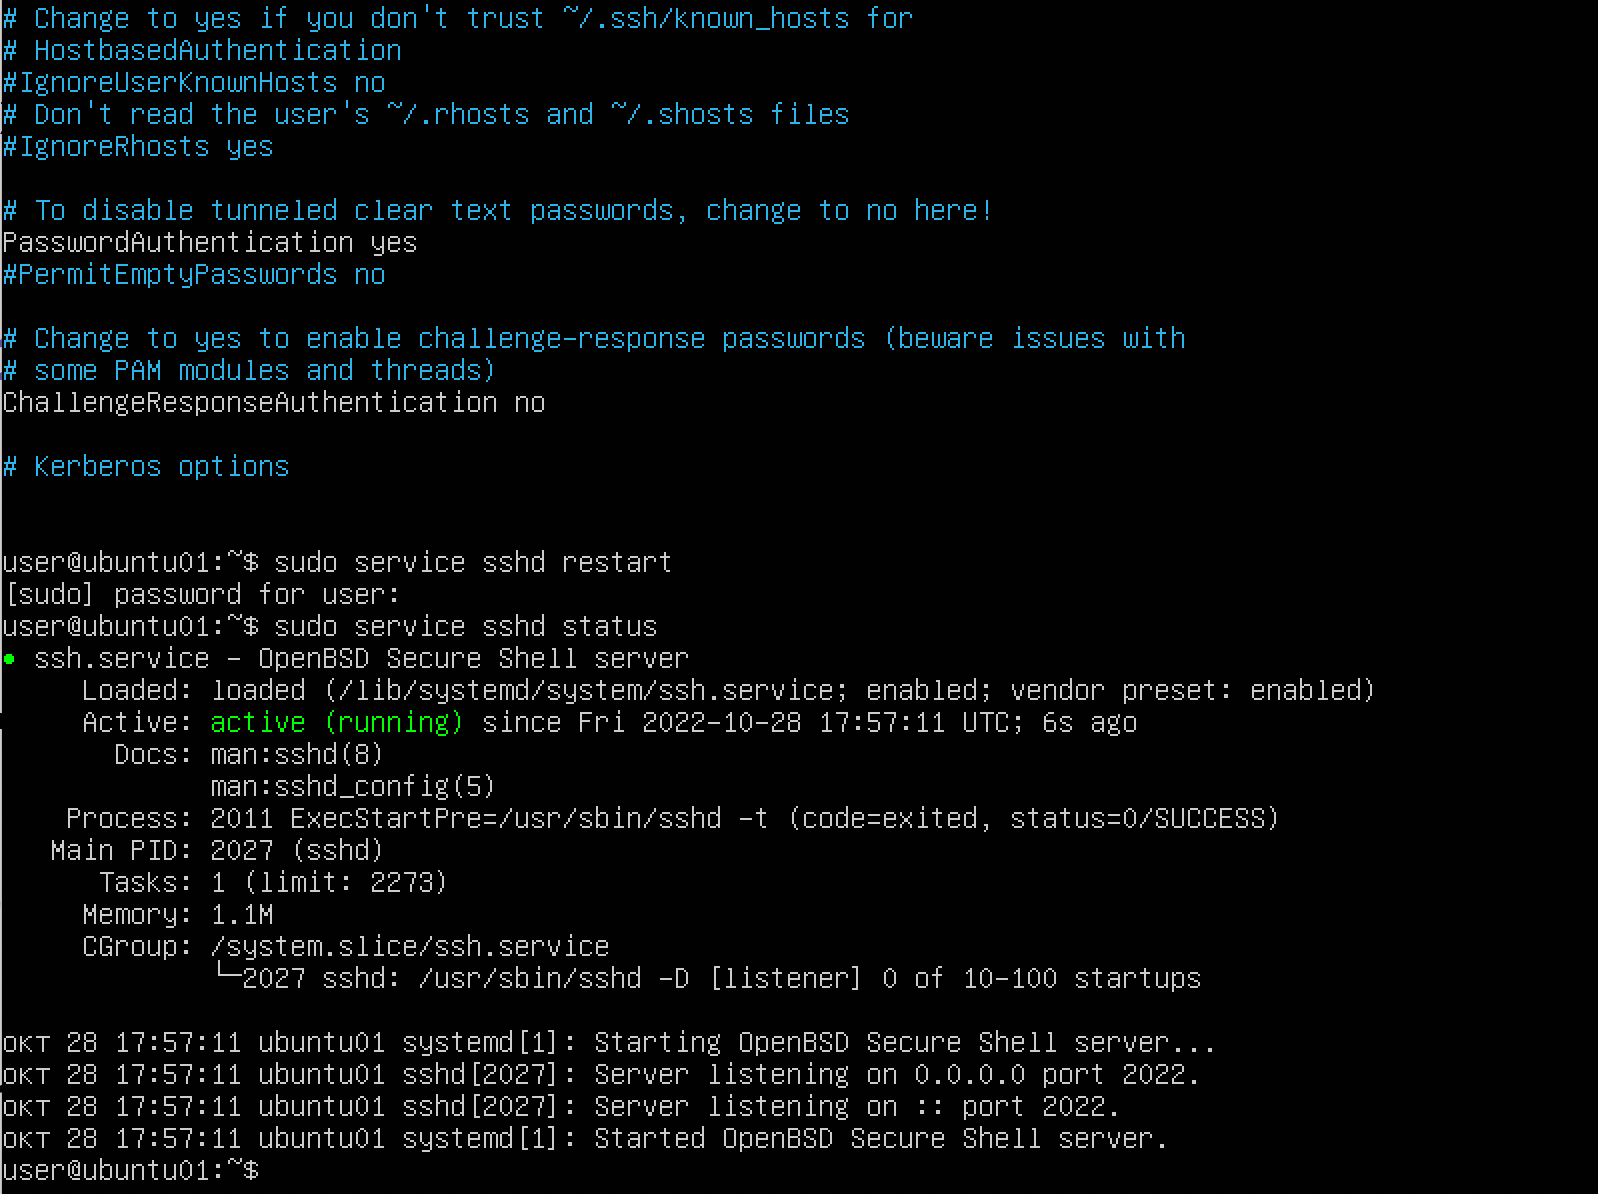 # Change to yes if you don't trust ~/.ssh/known_hosts for
# HostbasedAuthentication
#IgnoreUserKnownHosts no
# Don't read the user's ~/.rhosts and ~/.shosts files
#IgnoreRhosts yes

# To disable tunneled clear text passwords, change to no here!
PasswordAuthentication yes
#PermitEmptyPasswords no

# Change to yes to enable challenge-response passwords (beware issues with
# some PAM modules and threads)
ChallengeResponseAuthentication no

# Kerberos options

user@ubuntu01:~$ sudo service sshd restart
[sudo] password for user:
user@ubuntu01:~$ sudo service sshd status
● ssh.service - OpenBSD Secure Shell server
     Loaded: loaded (/lib/systemd/system/ssh.service; enabled; vendor preset: enabled)
     Active: active (running) since Fri 2022-10-28 17:57:11 UTC; 6s ago
       Docs: man:sshd(8)
             man:sshd_config(5)
    Process: 2011 ExecStartPre=/usr/sbin/sshd -t (code=exited, status=0/SUCCESS)
   Main PID: 2027 (sshd)
      Tasks: 1 (limit: 2273)
     Memory: 1.1M
     CGroup: /system.slice/ssh.service
             └─2027 sshd: /usr/sbin/sshd -D [listener] 0 of 10-100 startups

окт 28 17:57:11 ubuntu01 systemd[1]: Starting OpenBSD Secure Shell server...
окт 28 17:57:11 ubuntu01 sshd[2027]: Server listening on 0.0.0.0 port 2022.
окт 28 17:57:11 ubuntu01 sshd[2027]: Server listening on :: port 2022.
окт 28 17:57:11 ubuntu01 systemd[1]: Started OpenBSD Secure Shell server.
user@ubuntu01:~$